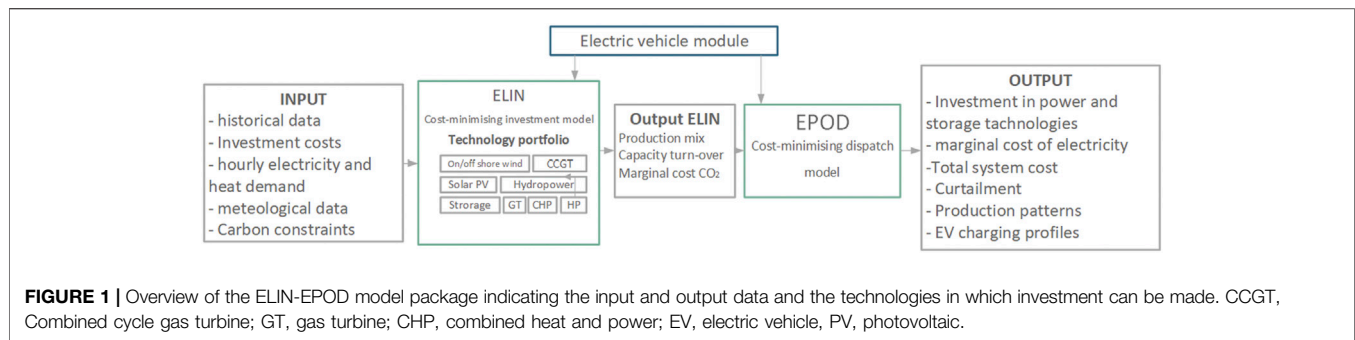 Electric vehicle module
INPUT
- historical data
- Investment costs
- hourly electricity and
heat demand
- meteological data
- Carbon constraints
ELIN
Cost-minimising investment model
Technology portfolio
On/off shore wind
CCGT
Solar PV
Hydropower
Strorage
GT
CHP
HP
Output ELIN
Production mix
Capacity turn-over
Marginal cost CO₂
EPOD
Cost-minimising dispatch
model
OUTPUT
- Investment in power and
storage tachnologies
- marginal cost of electricity
-Total system cost
- Curtailment
- Production patterns
- EV charging profiles
FIGURE 1 | Overview of the ELIN-EPOD model package indicating the input and output data and the technologies in which investment can be made. CCGT,
Combined cycle gas turbine; GT, gas turbine; CHP, combined heat and power; EV, electric vehicle, PV, photovoltaic.